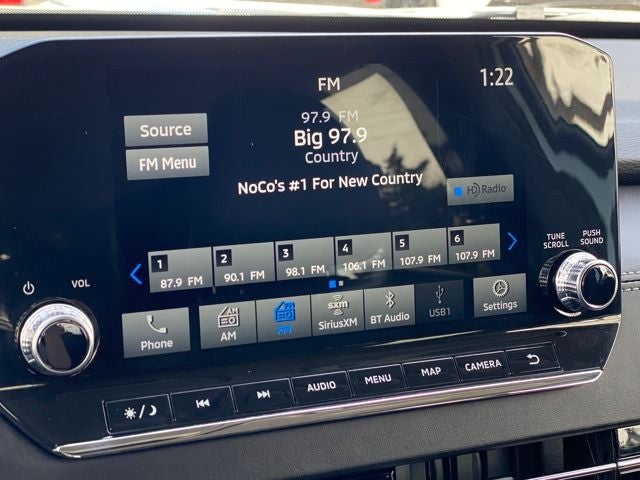 FM
1:22
97.9 FM
Big 97.9
Country
NoCo's #1 For New Country
Source
FM Menu
HD Radio
1 2 3 4 5 6
87.9 FM 90.1 FM 98.1 FM 106.1 FM 107.9 FM 107.9 FM
VOL
TUNE SCROLL
PUSH SOUND
Phone
AM
AM
FM
sxm
SiriusXM
BT Audio
USB1
Settings
AUDIO MENU MAP CAMERA